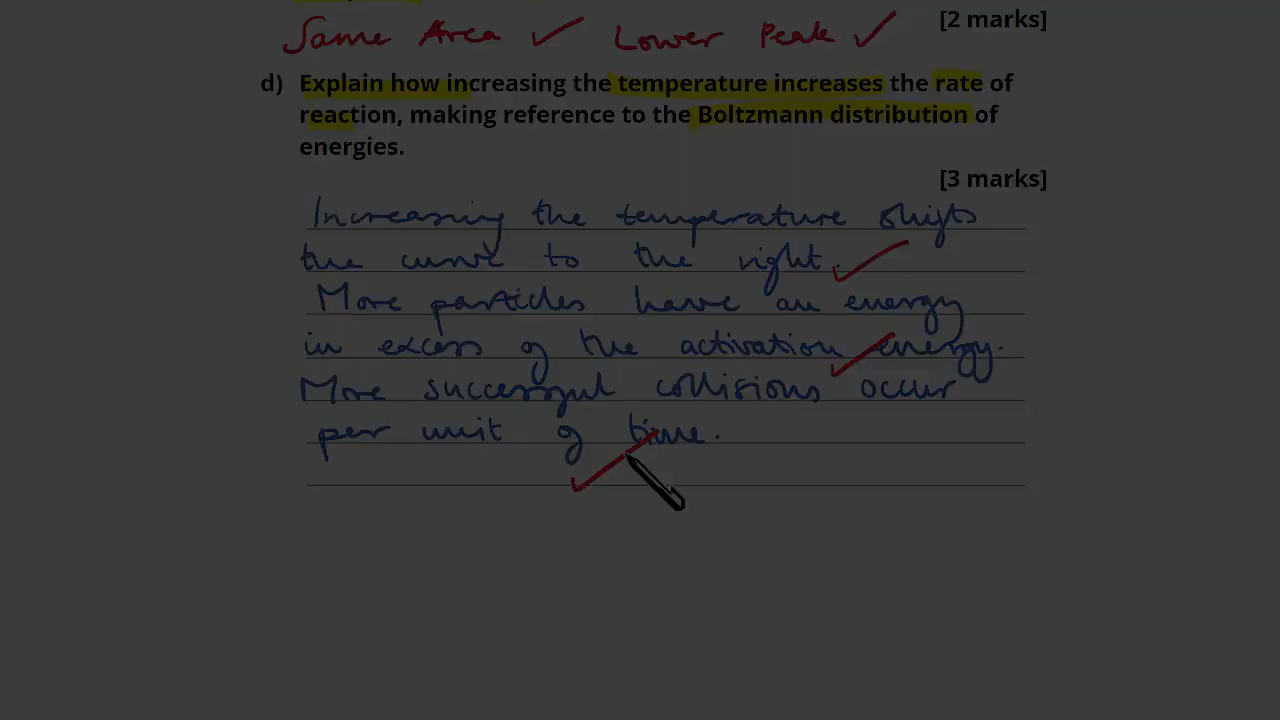 [2 marks]
Same Area ✓ Lower Peak ✓
d) Explain how increasing the temperature increases the rate of
reaction, making reference to the Boltzmann distribution of
energies.
[3 marks]
Increasing the temperature shifts
the curve to the right.
More particles have an energy
in excess of the activation energy.
More successful collisions occur
per unit of time.